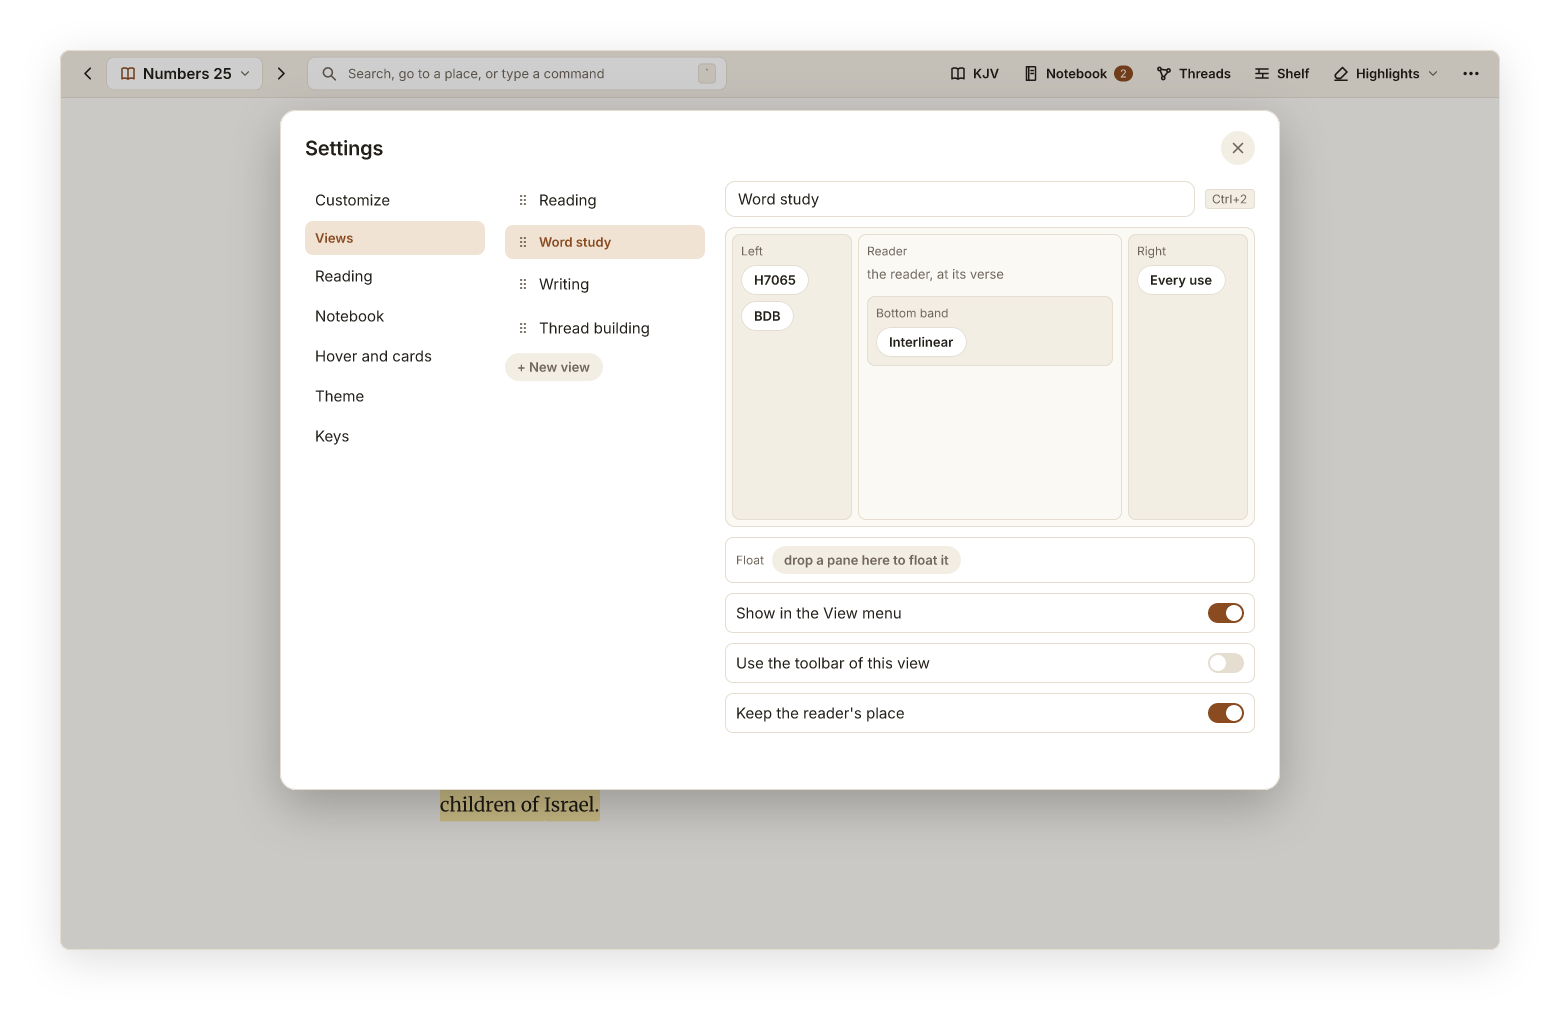 Numbers 25
Search, go to a place, or type a command
KJV
Notebook 2
Threads
Shelf
Highlights
Settings
Customize
Views
Reading
Notebook
Hover and cards
Theme
Keys
Reading
Word study
Writing
Thread building
+ New view
Word study
Ctrl+2
Left
H7065
BDB
Reader
the reader, at its verse
Bottom band
Interlinear
Right
Every use
Float drop a pane here to float it
Show in the View menu
Use the toolbar of this view
Keep the reader's place
children of Israel.